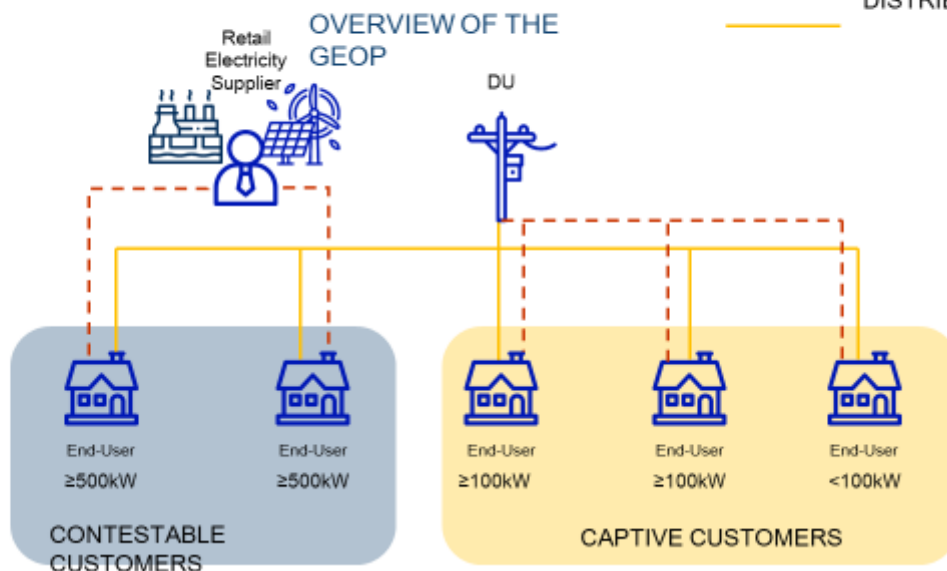 DISTRIB
OVERVIEW OF THE
GEOP
Retail
Electricity
Supplier
DU
End-User
≥500kW
End-User
≥500kW
End-User
≥100kW
End-User
≥100kW
End-User
<100kW
CONTESTABLE
CUSTOMERS
CAPTIVE CUSTOMERS